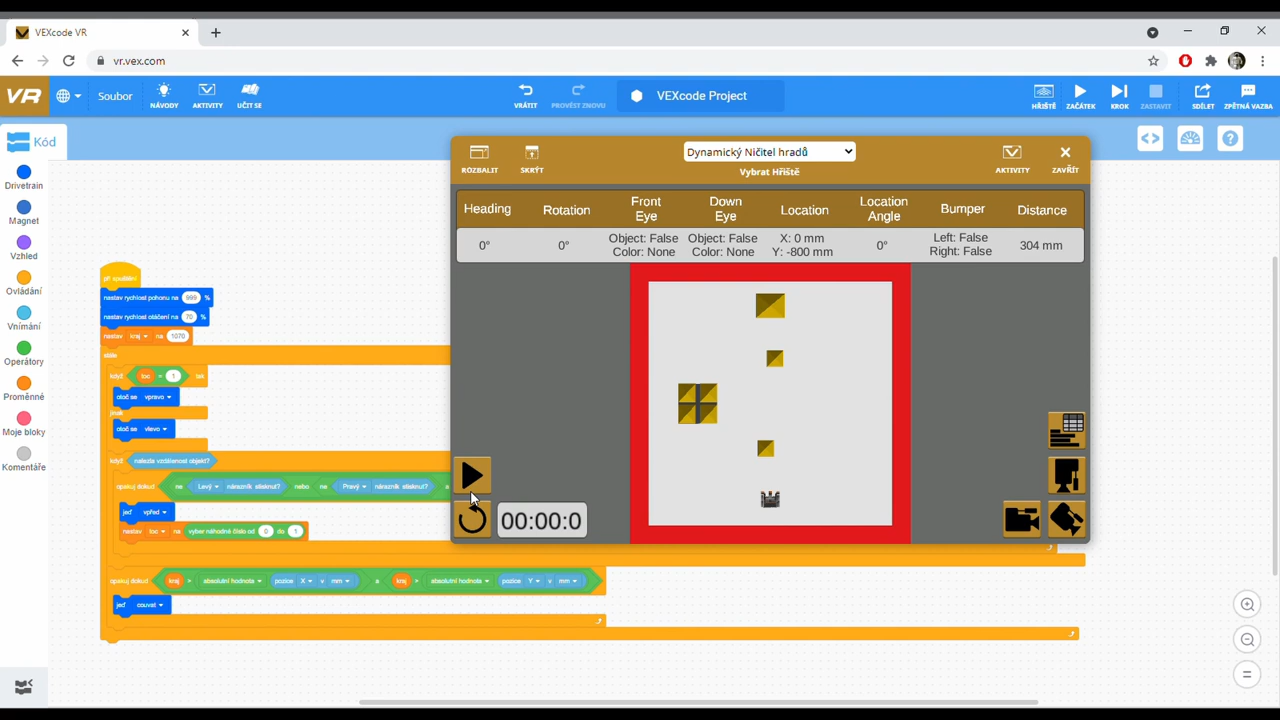 VEXcode VR
vr.vex.com
VR
Soubor
NÁVODY
AKTIVITY
UČIT SE
VRÁTIT
PROVÉST ZNOVU
VEXcode Project
HŘIŠTĚ
ZAČÁTEK
KROK
ZASTAVIT
SDÍLET
ZPĚTNÁ VAZBA
Kód
Drivetrain
Magnet
Vzhled
Ovládání
Vnímání
Operátory
Proměnné
Moje bloky
Komentáře
ROZBALIT
SKRÝT
Dynamický Ničitel hradů
Vybrat Hřiště
AKTIVITY
ZAVŘÍT
Heading
Rotation
Front Eye
Down Eye
Location
Location Angle
Bumper
Distance
0°
0°
Object: False
Color: None
Object: False
Color: None
X: 0 mm
Y: -800 mm
0°
Left: False
Right: False
304 mm
00:00:0
při spuštění
nastav rychlost pohonu na 999 %
nastav rychlost otáčení na 70 %
nastav kraj na 1070
stále
když loc = 1 tak
otoč se vpravo
jinak
otoč se vlevo
když nalezla vzdálenost objekt?
opakuj dokud ne Levý nárazník stisknut? nebo ne Pravý nárazník stisknut? a
jeď vpřed
nastav loc na vyber náhodné číslo od 0 do 1
opakuj dokud kraj > absolutní hodnota pozice X v mm a kraj > absolutní hodnota pozice Y v mm
jeď couvat